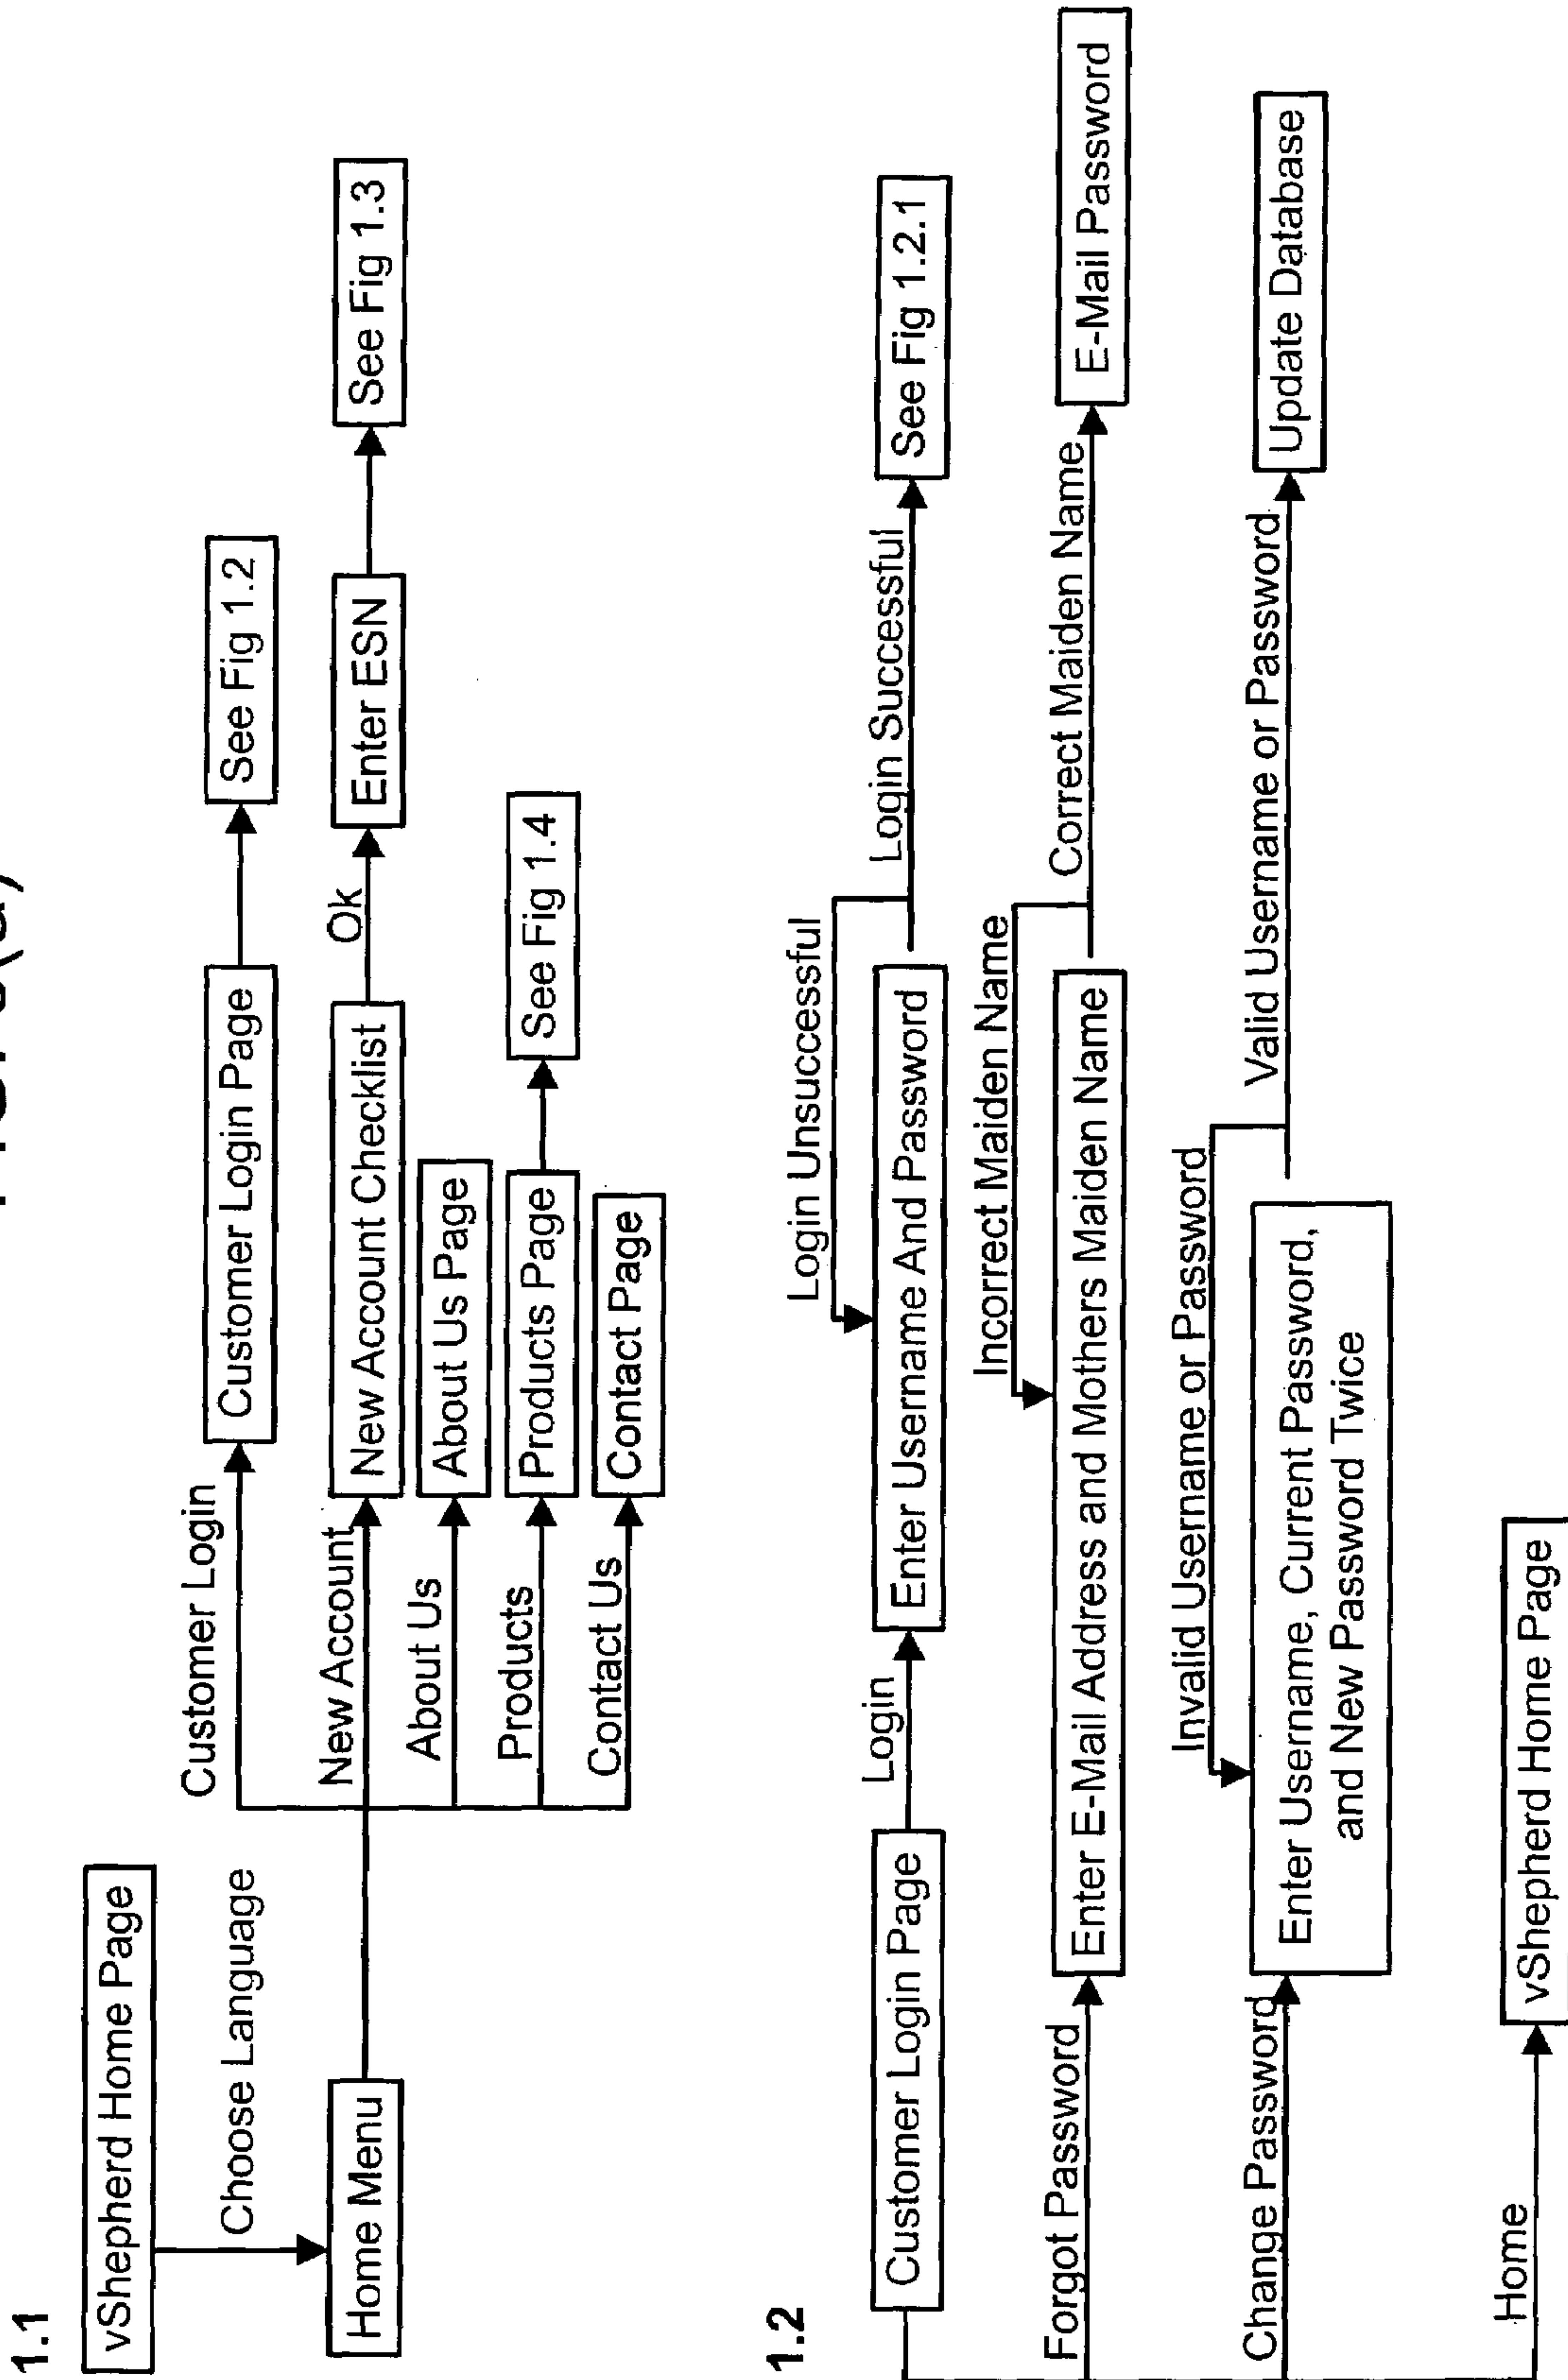 1.1
vShepherd Home Page
Choose Language
Home Menu
Customer Login
Customer Login Page
See Fig 1.2
New Account
New Account Checklist
Ok
Enter ESN
See Fig 1.3
About Us
About Us Page
Products
Products Page
See Fig 1.4
Contact Us
Contact Page
1.2
Customer Login Page
Login
Enter Username And Password
Login Unsuccessful
Login Successful
See Fig 1.2.1
Forgot Password
Enter E-Mail Address and Mothers Maiden Name
Incorrect Maiden Name
Correct Maiden Name
E-Mail Password
Change Password
Enter Username, Current Password,
and New Password Twice
Invalid Username or Password
Valid Username or Password
Update Database
Home
vShepherd Home Page